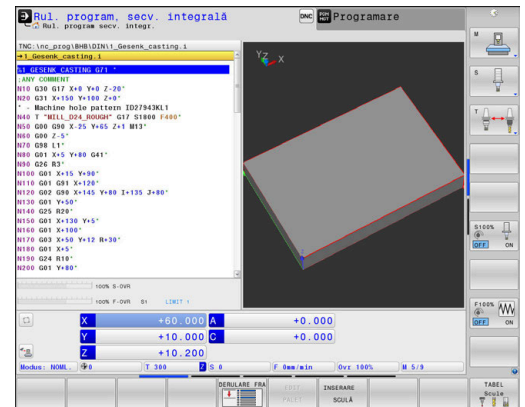 Rul. program, secv. integrală
Rul. program secv. integr.
DNC
Programare
TNC:\nc_prog\BHB\DIN\1_Gesenk_casting.i
→1_Gesenk_casting.i
%1_GESENK_CASTING G71 *
;ANY COMMENT
N10 G30 G17 X+0 Y+0 Z-20*
N20 G31 X+150 Y+100 Z+0*
* - Machine hole pattern ID27943KL1
N40 T "MILL_D24_ROUGH" G17 S1800 F400*
N50 G00 G90 X-25 Y+65 Z+1 M13*
N60 G00 Z-5*
N70 G98 L1*
N80 G01 X+5 Y+80 G41*
N90 G26 R3*
N100 G01 X+15 Y+90*
N110 G01 G91 X+120*
N120 G02 G90 X+145 Y+80 I+135 J+80*
N130 G01 Y+50*
N140 G25 R20*
N150 G01 X+130 Y+5*
N160 G01 X+100*
N170 G03 X+50 Y+12 R+30*
N180 G01 X+5*
N190 G24 R10*
N200 G01 Y+80*
YZ X
100% S-OVR
100% F-OVR S1 LIMIT 1
X +60.000 A +0.000
Y +10.000 C +0.000
Z +10.200
Modus: NOML. 0 T 300 Z S 0 F 0mm/min Ovr 100% M 5/9
M
S
T
S100%
OFF ON
F100%
OFF ON
DERULARE FRA
INSERARE
SCULĂ
TABEL
Scule